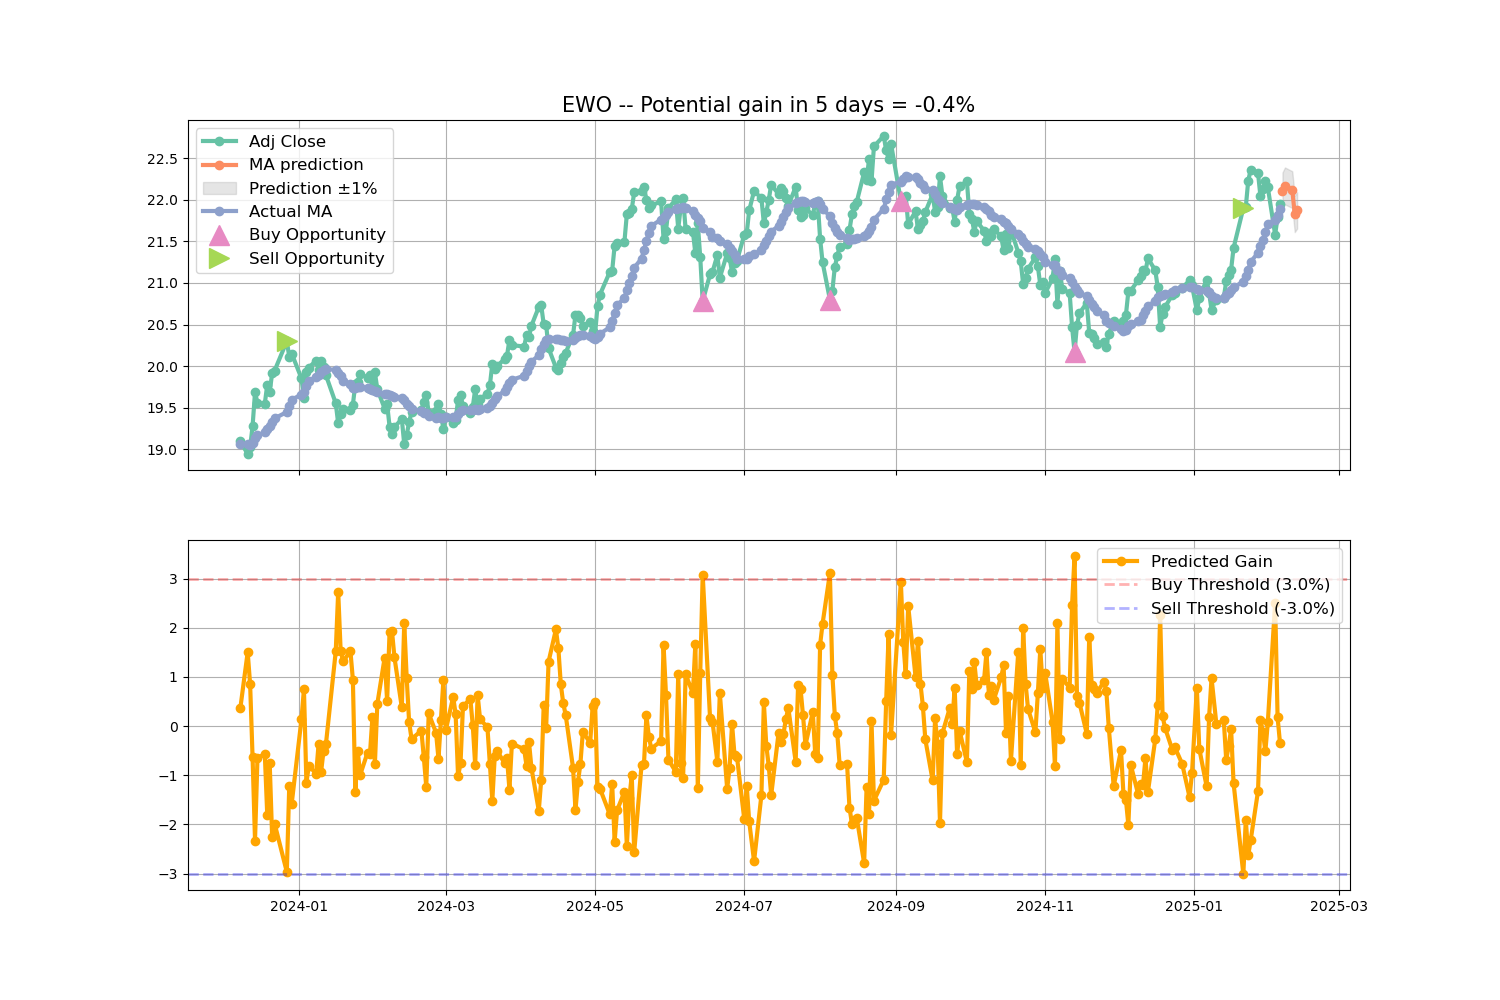 EWO -- Potential gain in 5 days = -0.4%
Adj Close
MA prediction
Prediction ±1%
Actual MA
Buy Opportunity
Sell Opportunity
22.5
22.0
21.5
21.0
20.5
20.0
19.5
19.0
Predicted Gain
Buy Threshold (3.0%)
Sell Threshold (-3.0%)
3
2
1
0
−1
−2
−3
2024-01 2024-03 2024-05 2024-07 2024-09 2024-11 2025-01 2025-03